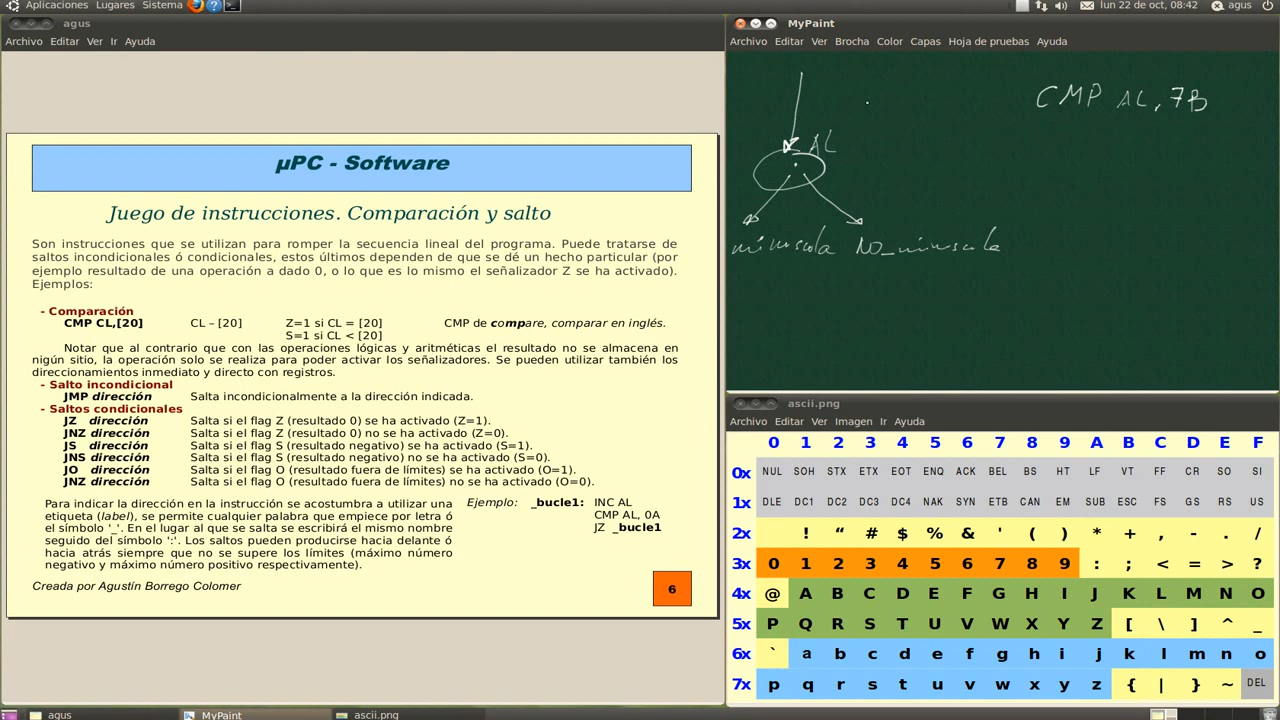 Aplicaciones Lugares Sistema lun 22 de oct, 08:42 agus
agus
Archivo Editar Ver Ir Ayuda
µPC - Software
Juego de instrucciones. Comparación y salto
Son instrucciones que se utilizan para romper la secuencia lineal del programa. Puede tratarse de
saltos incondicionales ó condicionales, estos últimos dependen de que se dé un hecho particular (por
ejemplo resultado de una operación a dado 0, o lo que es lo mismo el señalizador Z se ha activado).
Ejemplos:
- Comparación
CMP CL,[20] CL – [20] Z=1 si CL = [20] CMP de compare, comparar en inglés.
S=1 si CL < [20]
Notar que al contrario que con las operaciones lógicas y aritméticas el resultado no se almacena en
nigún sitio, la operación solo se realiza para poder activar los señalizadores. Se pueden utilizar también los
direccionamientos inmediato y directo con registros.
- Salto incondicional
JMP dirección Salta incondicionalmente a la dirección indicada.
- Saltos condicionales
JZ dirección Salta si el flag Z (resultado 0) se ha activado (Z=1).
JNZ dirección Salta si el flag Z (resultado 0) no se ha activado (Z=0).
JS dirección Salta si el flag S (resultado negativo) se ha activado (S=1).
JNS dirección Salta si el flag S (resultado negativo) no se ha activado (S=0).
JO dirección Salta si el flag O (resultado fuera de límites) se ha activado (O=1).
JNZ dirección Salta si el flag O (resultado fuera de límites) no se ha activado (O=0).
Para indicar la dirección en la instrucción se acostumbra a utilizar una
etiqueta (label), se permite cualquier palabra que empiece por letra ó
el símbolo '_'. En el lugar al que se salta se escribirá el mismo nombre
seguido del símbolo ':'. Los saltos pueden producirse hacia delante ó
hacia atrás siempre que no se supere los límites (máximo número
negativo y máximo número positivo respectivamente).
Ejemplo: _bucle1: INC AL
CMP AL, 0A
JZ _bucle1
Creada por Agustín Borrego Colomer
6
MyPaint
Archivo Editar Ver Brocha Color Capas Hoja de pruebas Ayuda
CMP AL, 7B
AL
minuscola NO_minuscola
ascii.png
Archivo Editar Ver Imagen Ir Ayuda
0 1 2 3 4 5 6 7 8 9 A B C D E F
0x NUL SOH STX ETX EOT ENQ ACK BEL BS HT LF VT FF CR SO SI
1x DLE DC1 DC2 DC3 DC4 NAK SYN ETB CAN EM SUB ESC FS GS RS US
2x ! “ # $ % & ' ( ) * + , - . /
3x 0 1 2 3 4 5 6 7 8 9 : ; < = > ?
4x @ A B C D E F G H I J K L M N O
5x P Q R S T U V W X Y Z [ \ ] ^ _
6x ` a b c d e f g h i j k l m n o
7x p q r s t u v w x y z { | } ~ DEL
agus MyPaint ascii.png